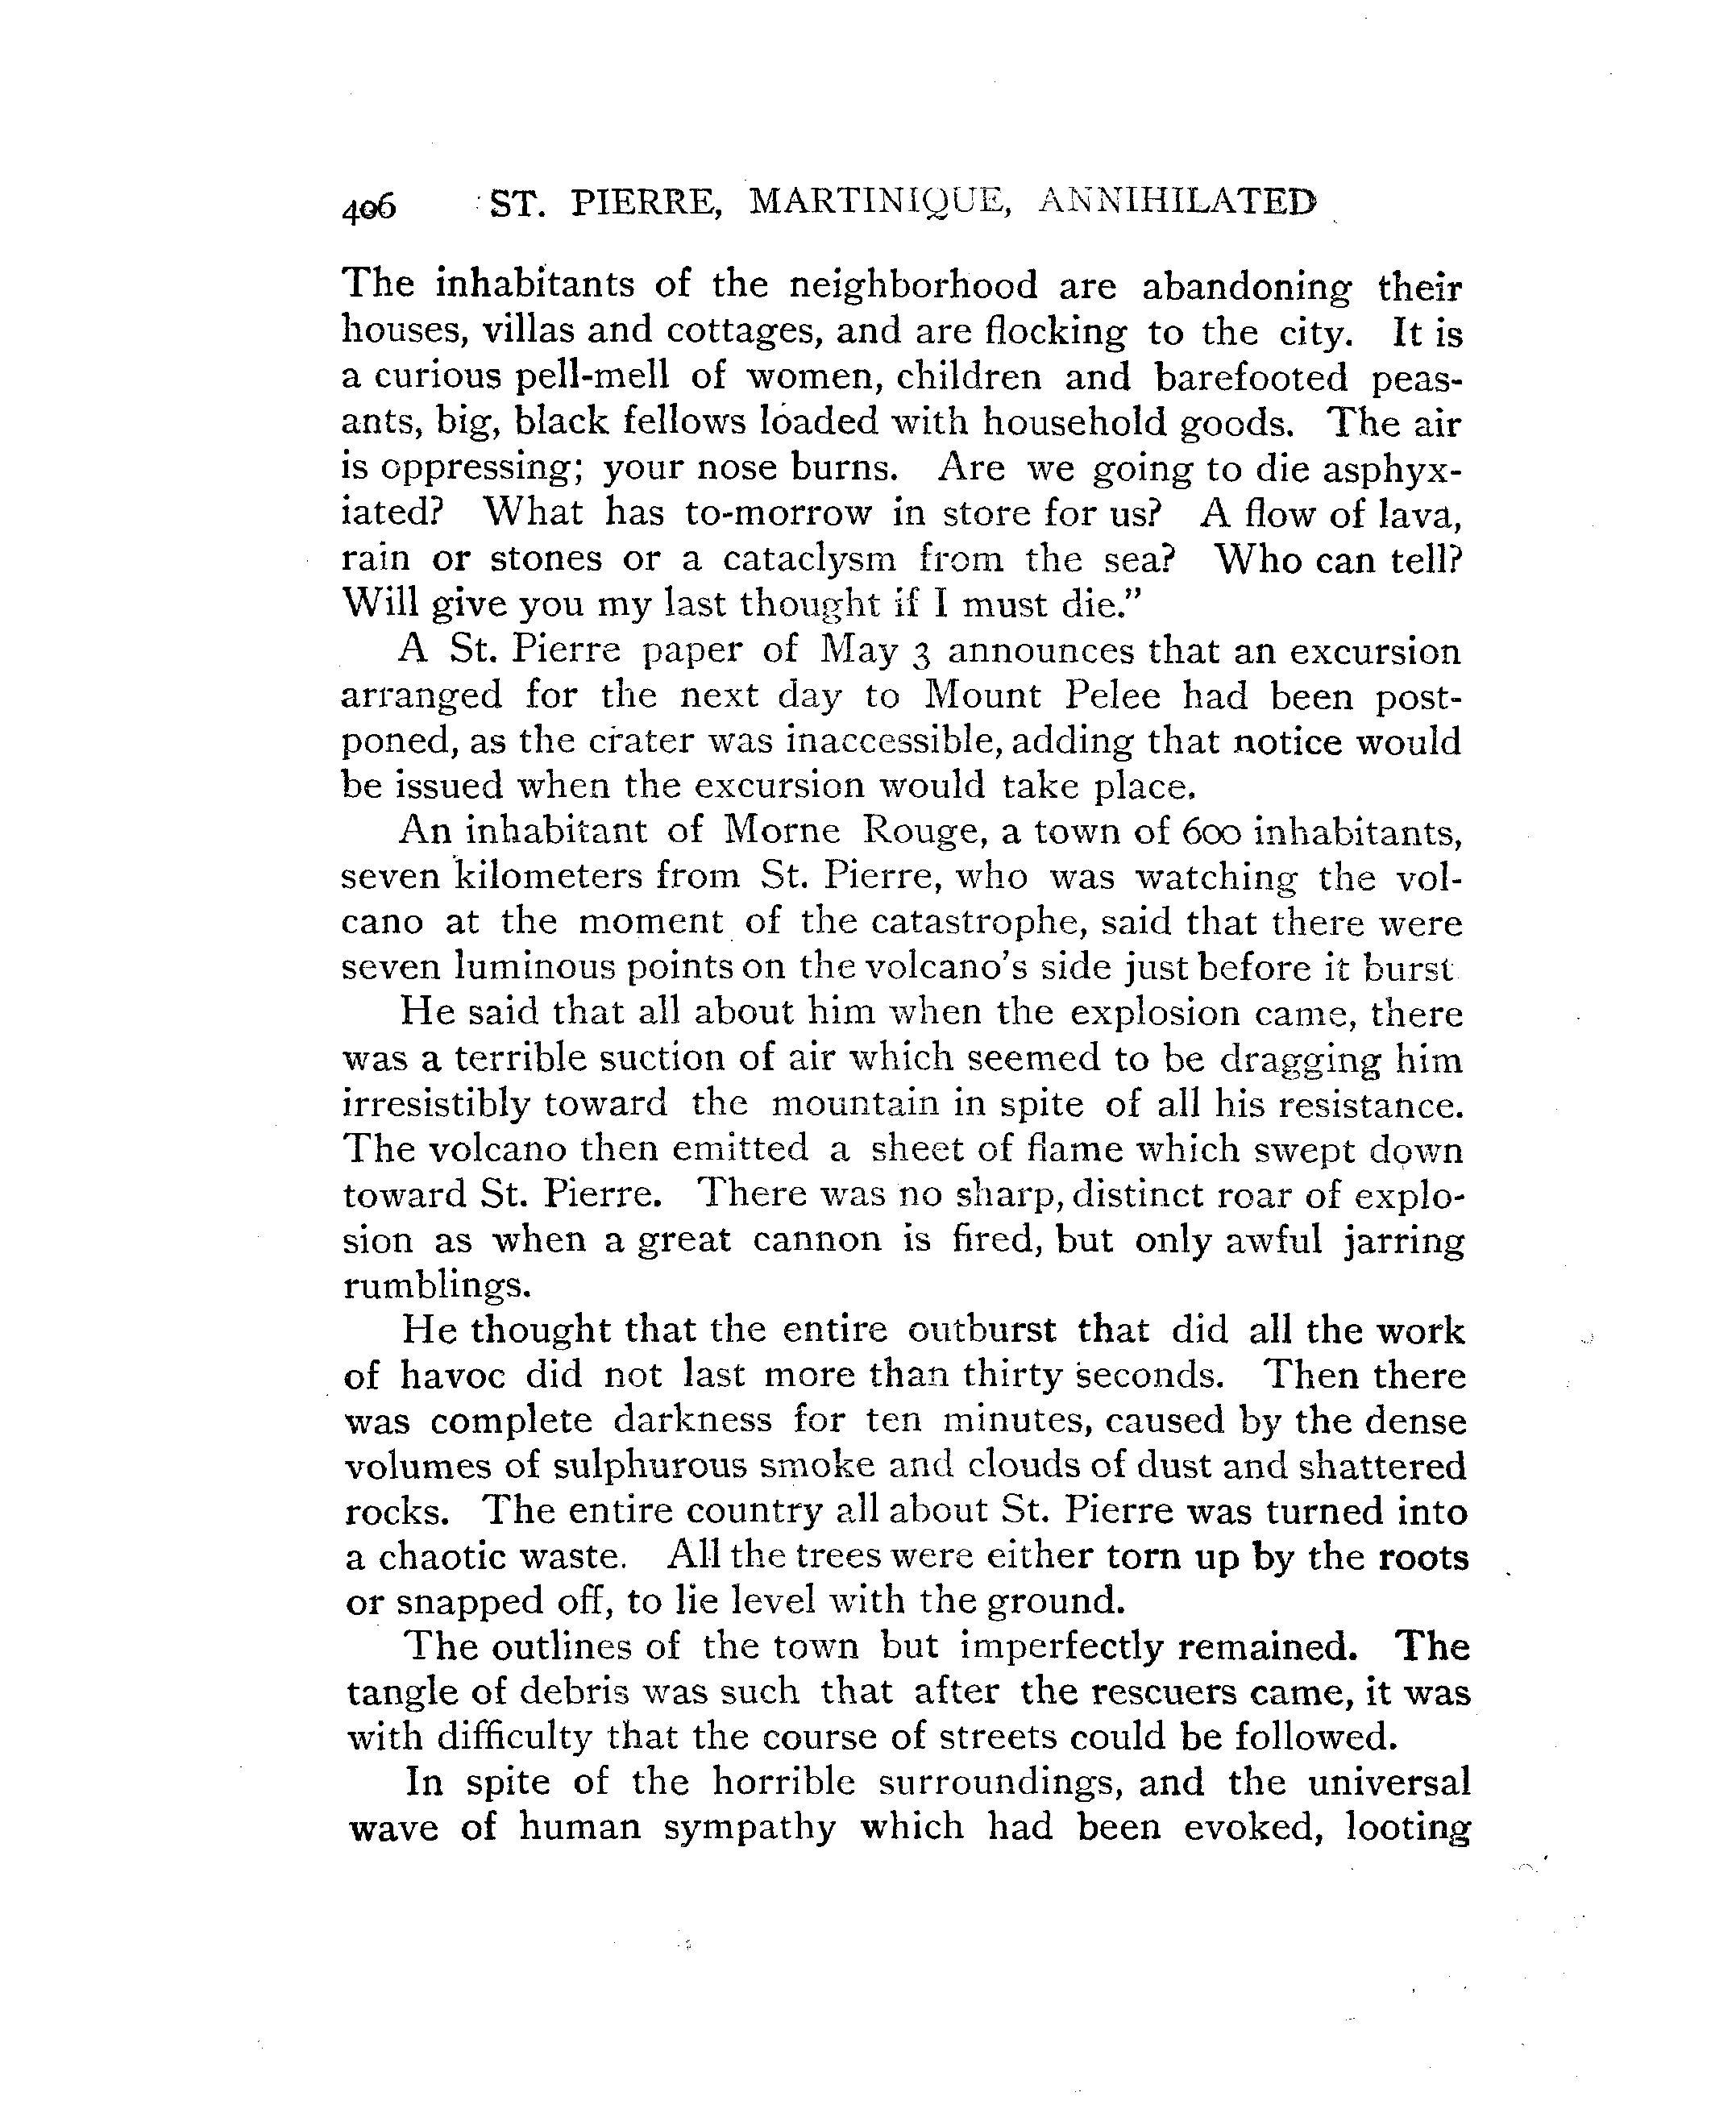 406 ST. PIERRE, MARTINIQUE, ANNIHILATED
The inhabitants of the neighborhood are abandoning their
houses, villas and cottages, and are flocking to the city. It is
a curious pell-mell of women, children and barefooted peas-
ants, big, black fellows loaded with household goods. The air
is oppressing; your nose burns. Are we going to die asphyx-
iated? What has to-morrow in store for us? A flow of lava,
rain or stones or a cataclysm from the sea? Who can tell?
Will give you my last thought if I must die."
A St. Pierre paper of May 3 announces that an excursion
arranged for the next day to Mount Pelee had been post-
poned, as the crater was inaccessible, adding that notice would
be issued when the excursion would take place.
An inhabitant of Morne Rouge, a town of 600 inhabitants,
seven kilometers from St. Pierre, who was watching the vol-
cano at the moment of the catastrophe, said that there were
seven luminous points on the volcano's side just before it burst
He said that all about him when the explosion came, there
was a terrible suction of air which seemed to be dragging him
irresistibly toward the mountain in spite of all his resistance.
The volcano then emitted a sheet of flame which swept down
toward St. Pierre. There was no sharp, distinct roar of explo-
sion as when a great cannon is fired, but only awful jarring
rumblings.
He thought that the entire outburst that did all the work
of havoc did not last more than thirty seconds. Then there
was complete darkness for ten minutes, caused by the dense
volumes of sulphurous smoke and clouds of dust and shattered
rocks. The entire country all about St. Pierre was turned into
a chaotic waste. All the trees were either torn up by the roots
or snapped off, to lie level with the ground.
The outlines of the town but imperfectly remained. The
tangle of debris was such that after the rescuers came, it was
with difficulty that the course of streets could be followed.
In spite of the horrible surroundings, and the universal
wave of human sympathy which had been evoked, looting